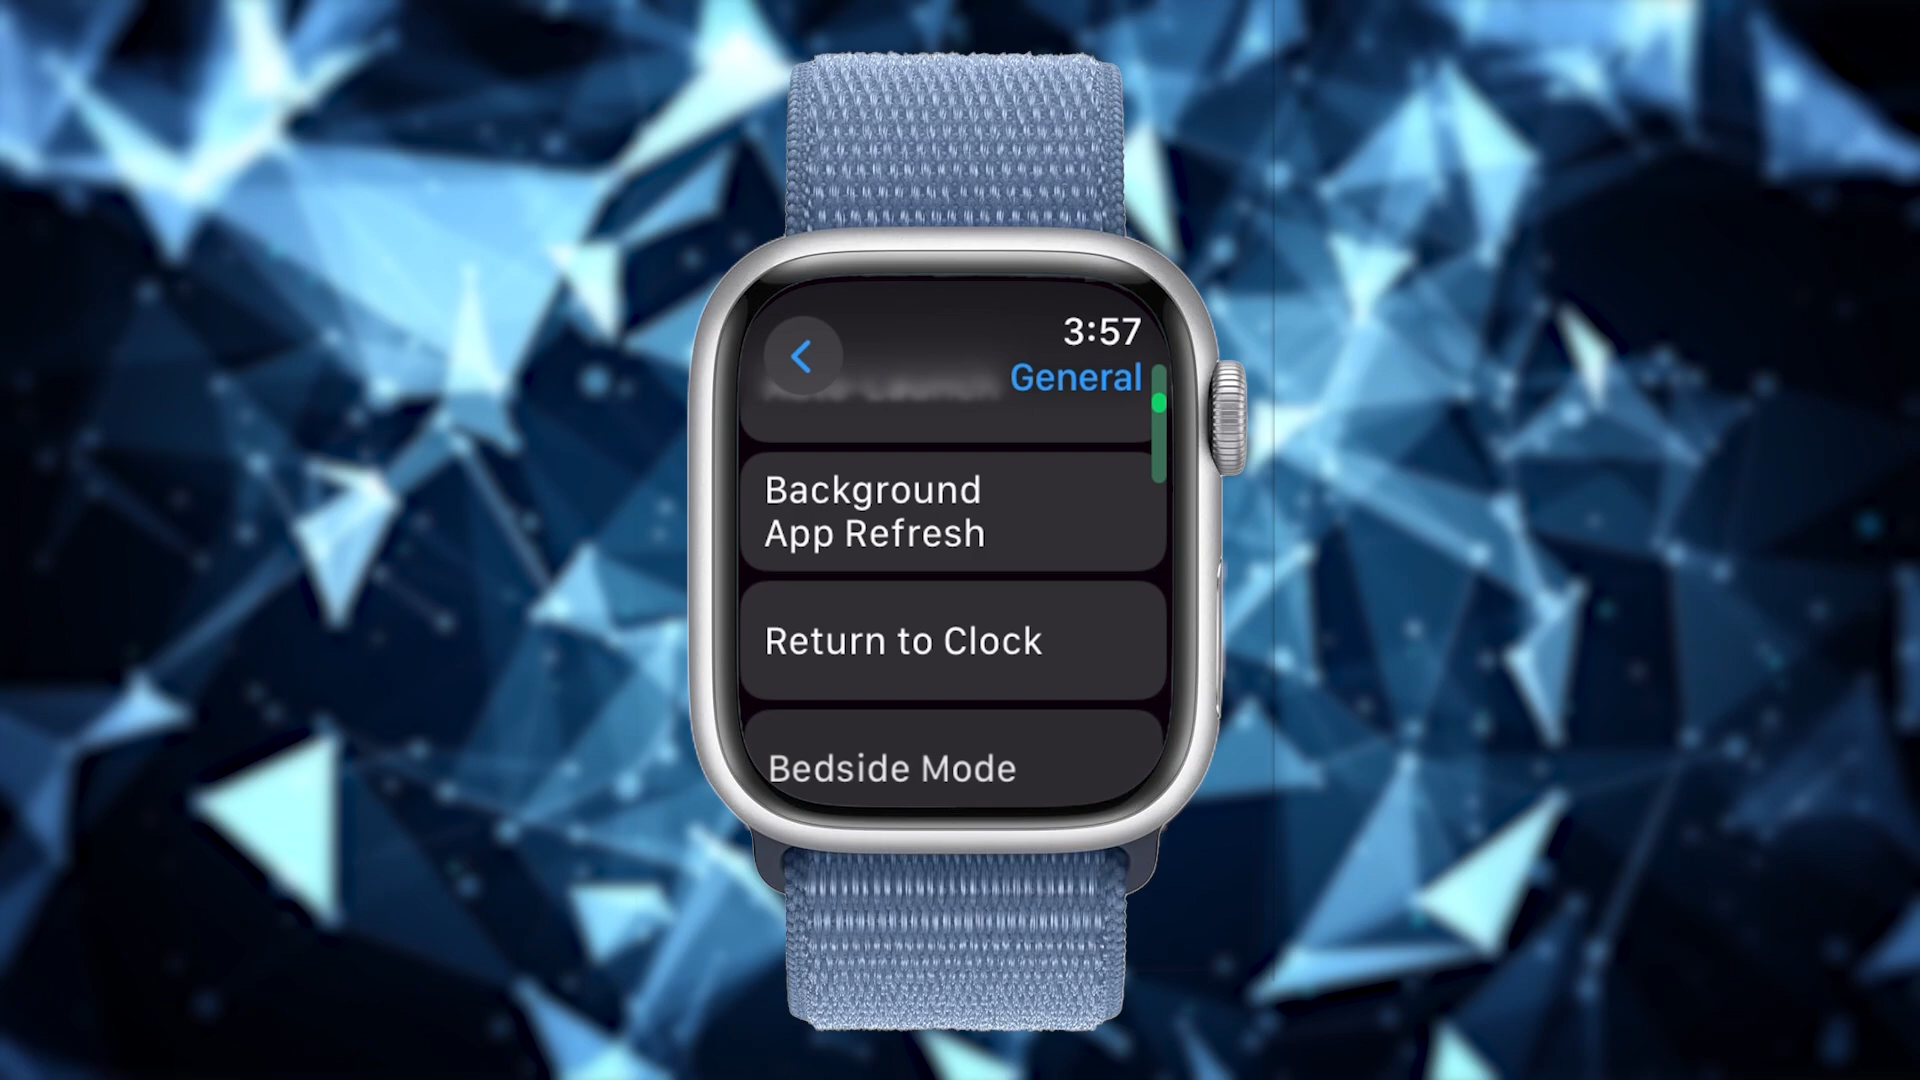 3:57
General
Background
App Refresh
Return to Clock
Bedside Mode